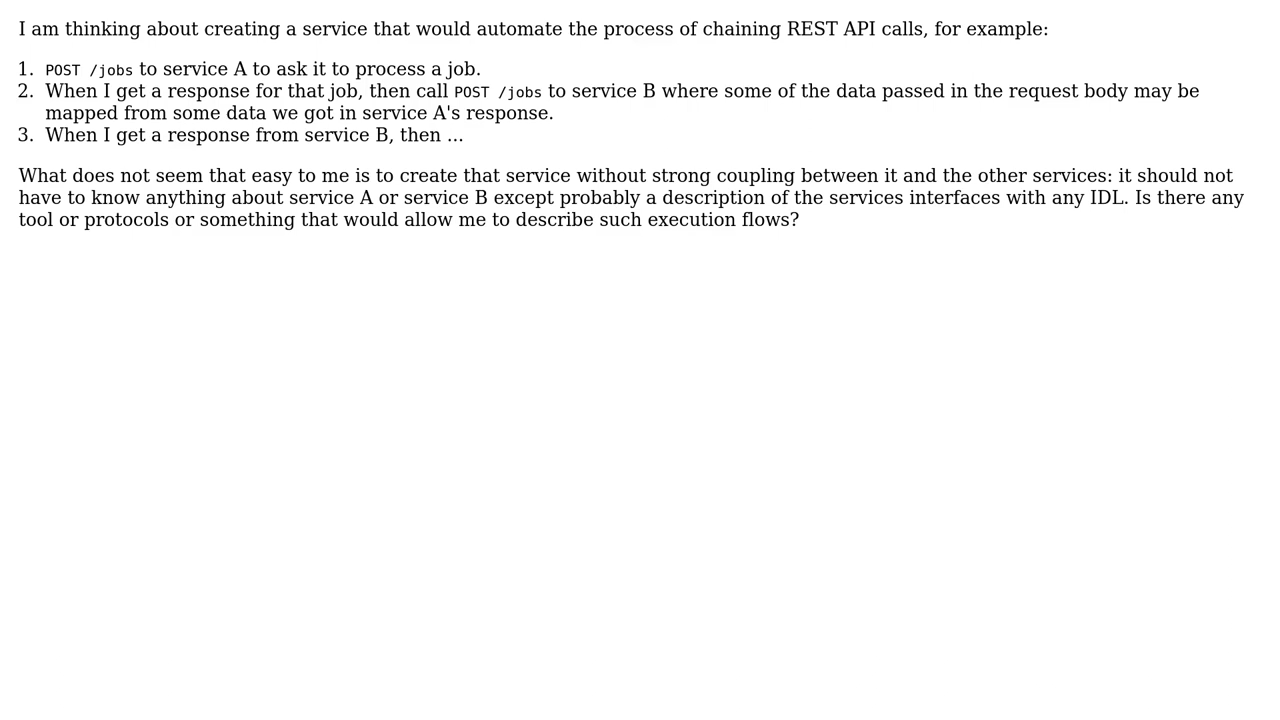 I am thinking about creating a service that would automate the process of chaining REST API calls, for example:
1. POST /jobs to service A to ask it to process a job.
2. When I get a response for that job, then call POST /jobs to service B where some of the data passed in the request body may be
mapped from some data we got in service A's response.
3. When I get a response from service B, then ...
What does not seem that easy to me is to create that service without strong coupling between it and the other services: it should not
have to know anything about service A or service B except probably a description of the services interfaces with any IDL. Is there any
tool or protocols or something that would allow me to describe such execution flows?